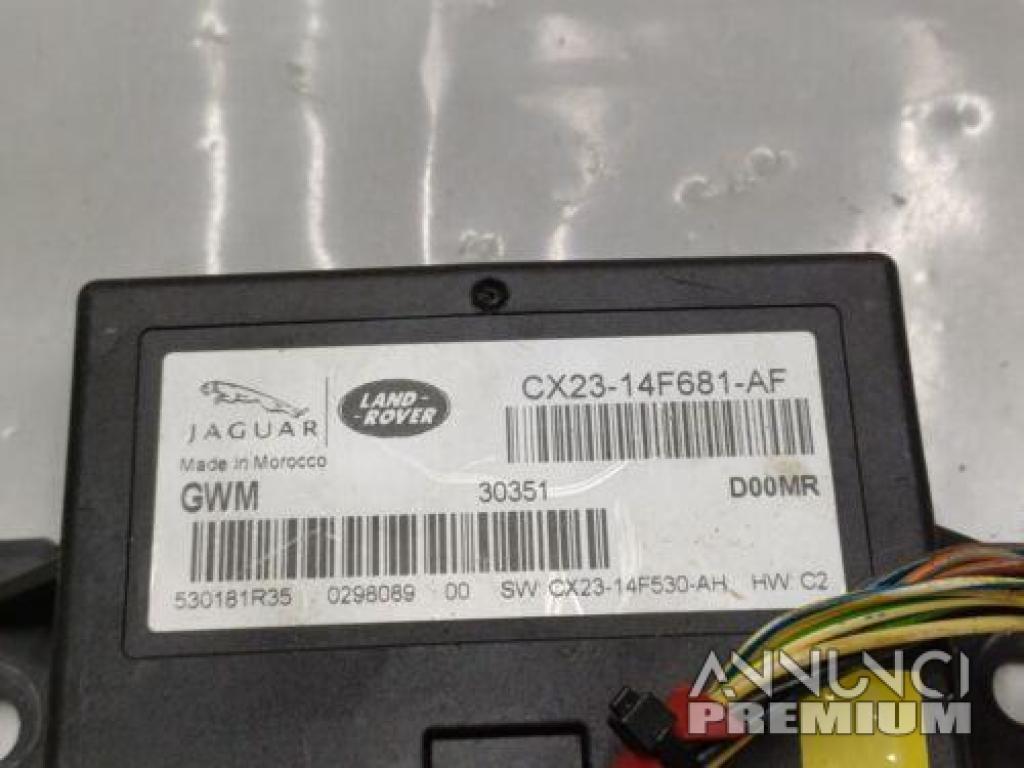 CX23-14F681-AF
JAGUAR
LAND-
-ROVER
Made in Morocco
GWM 30351 D00MR
530181R35 0298089 00 SW CX23-14F530-AH HW C2
ANNUNCI
PREMIUM